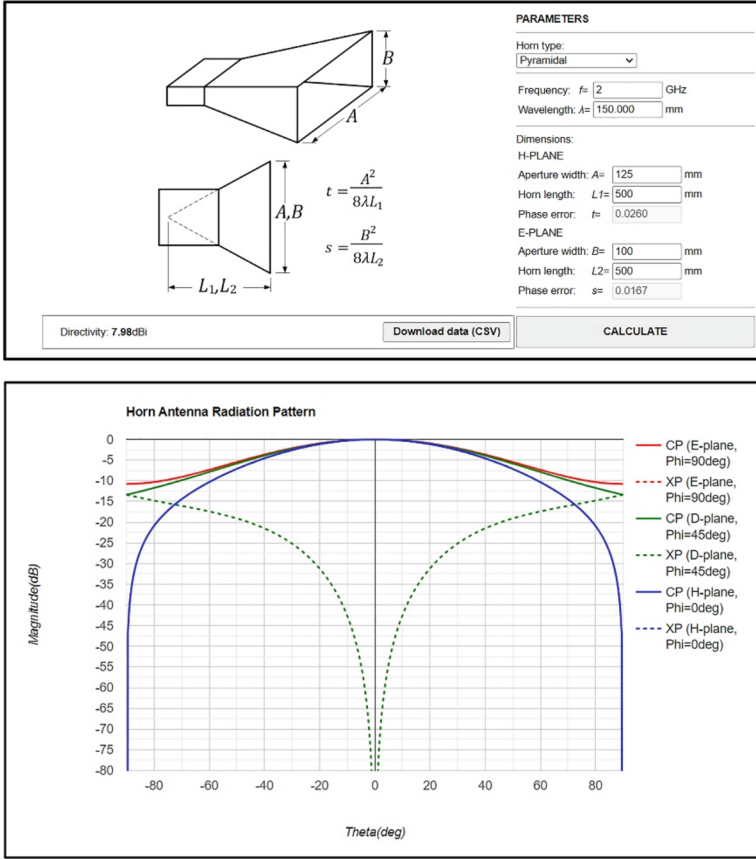 PARAMETERS
Horn type:
Pyramidal
Frequency: f= 2 GHz
Wavelength: λ= 150.000 mm
Dimensions:
H-PLANE
Aperture width: A= 125 mm
Horn length: L1= 500 mm
Phase error: t= 0.0260
E-PLANE
Aperture width: B= 100 mm
Horn length: L2= 500 mm
Phase error: s= 0.0167
CALCULATE
B
A
A,B
L₁,L₂
t = A² / 8λL₁
s = B² / 8λL₂
Directivity: 7.98dBi
Download data (CSV)
Horn Antenna Radiation Pattern
Magnitude(dB)
0
-5
-10
-15
-20
-25
-30
-35
-40
-45
-50
-55
-60
-65
-70
-75
-80
-80 -60 -40 -20 0 20 40 60 80
Theta(deg)
CP (E-plane,
Phi=90deg)
XP (E-plane,
Phi=90deg)
CP (D-plane,
Phi=45deg)
XP (D-plane,
Phi=45deg)
CP (H-plane,
Phi=0deg)
XP (H-plane,
Phi=0deg)